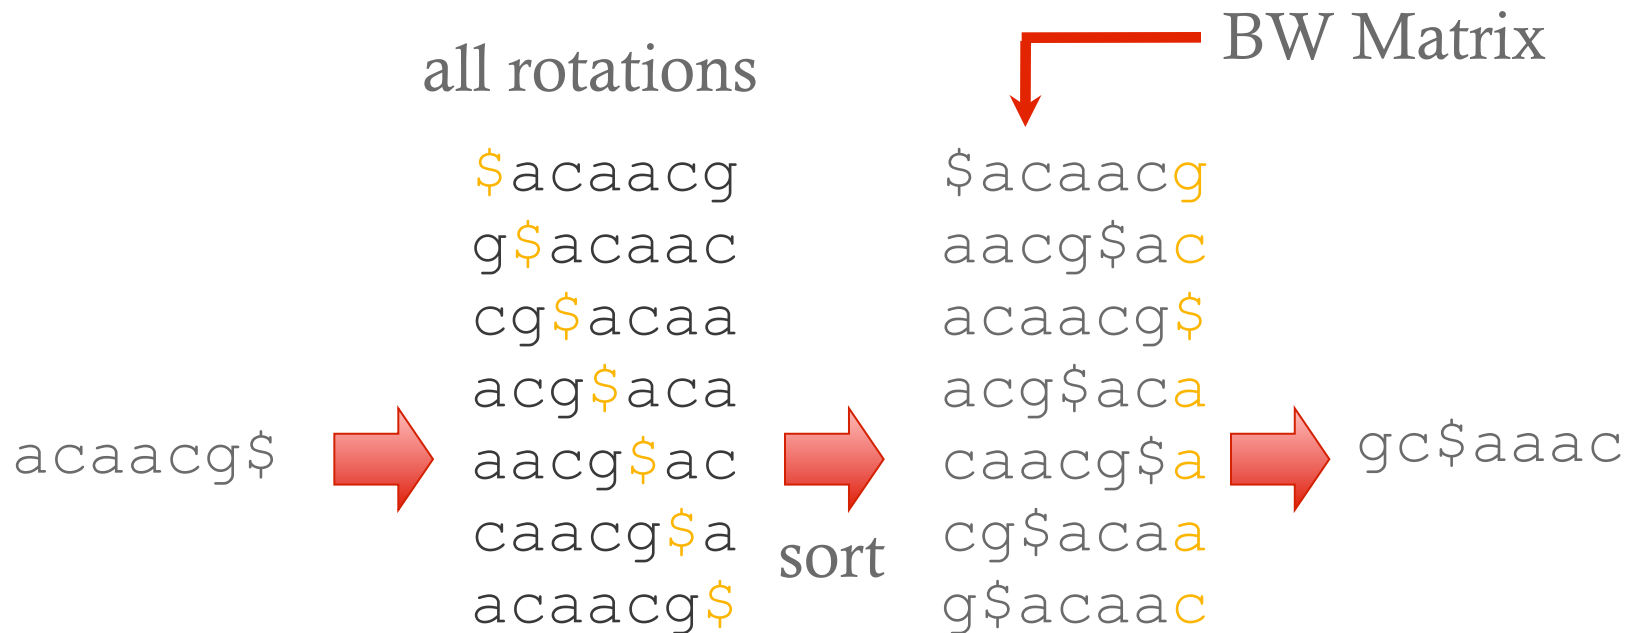 all rotations
BW Matrix
$acaacg
g$acaac
cg$acaa
acg$aca
aacg$ac
caacg$a
acaacg$
$acaacg
aacg$ac
acaacg$
acg$aca
caacg$a
cg$acaa
g$acaac
acaacg$
sort
gc$aaac